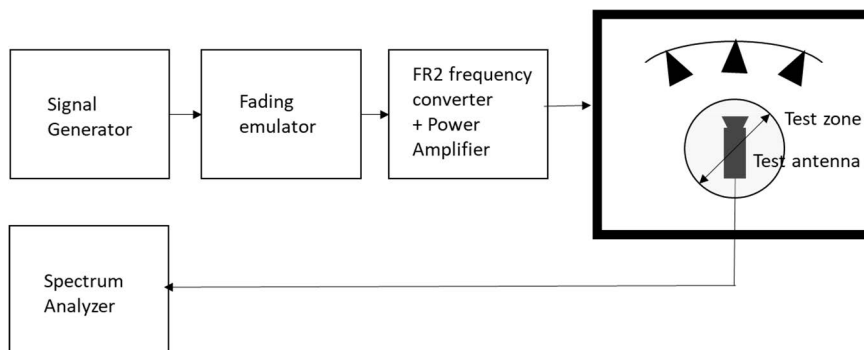 Signal
Generator
Fading
emulator
FR2 frequency
converter
+ Power
Amplifier
Test zone
Test antenna
Spectrum
Analyzer